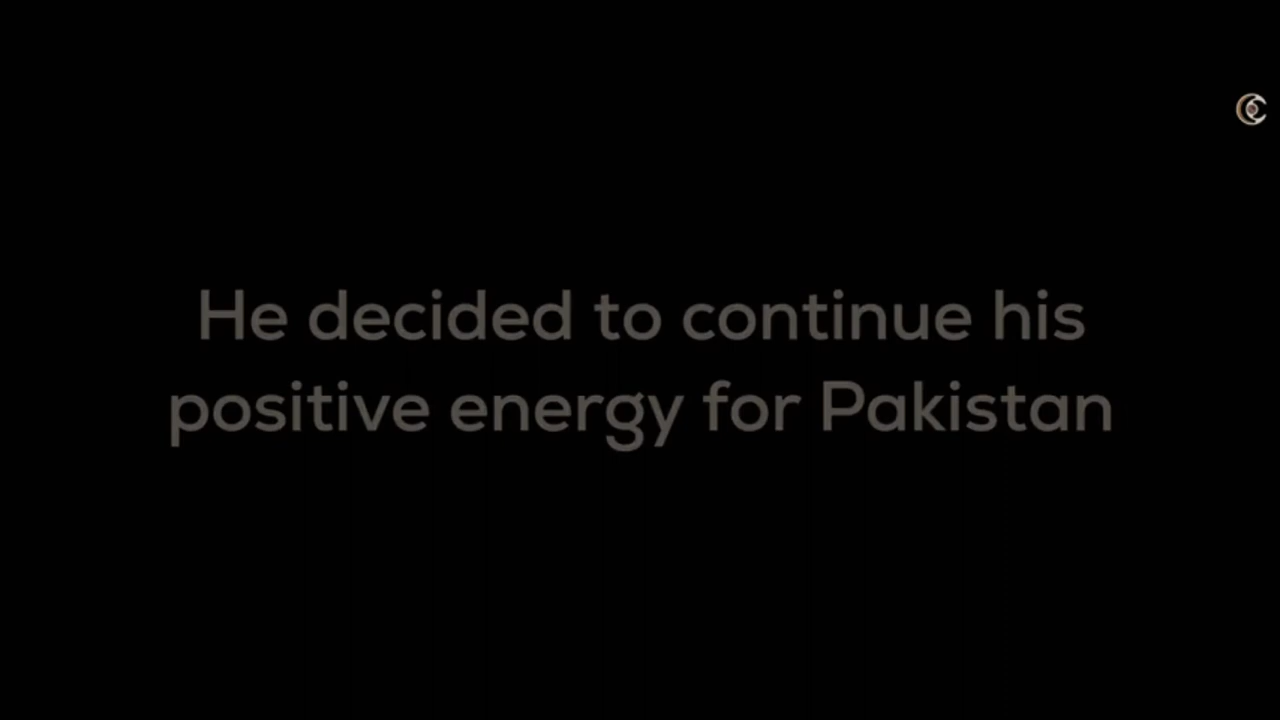 He decided to continue his
positive energy for Pakistan